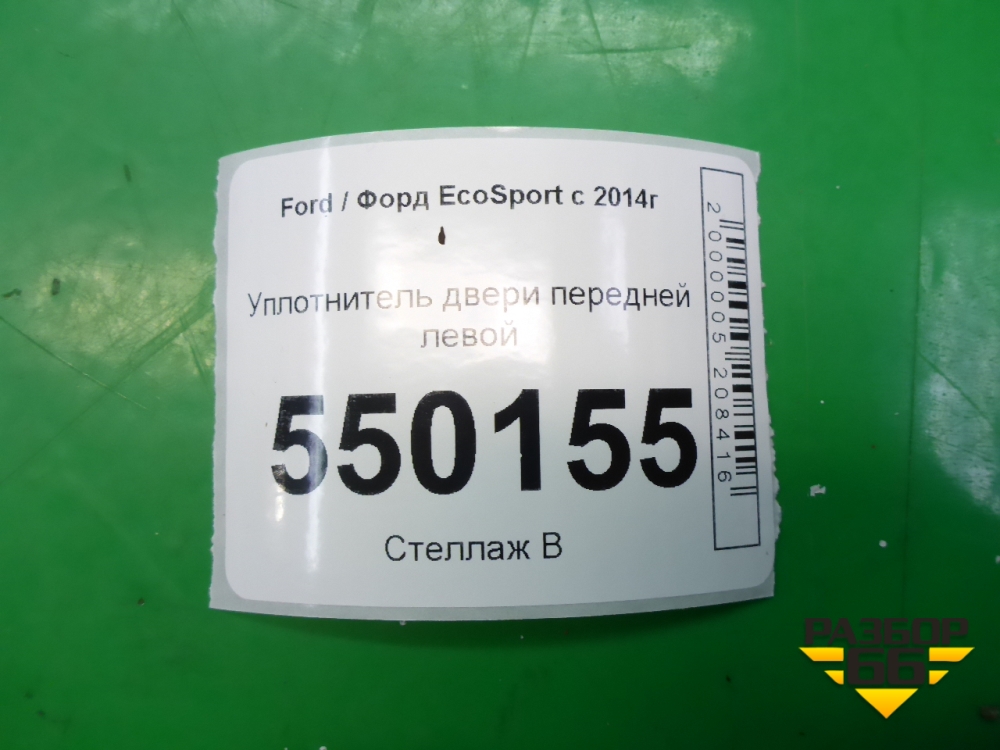 Ford / Форд EcoSport с 2014г
Уплотнитель двери передней
левой
550155
Стеллаж В
2000005208416
РАЗБОР
66